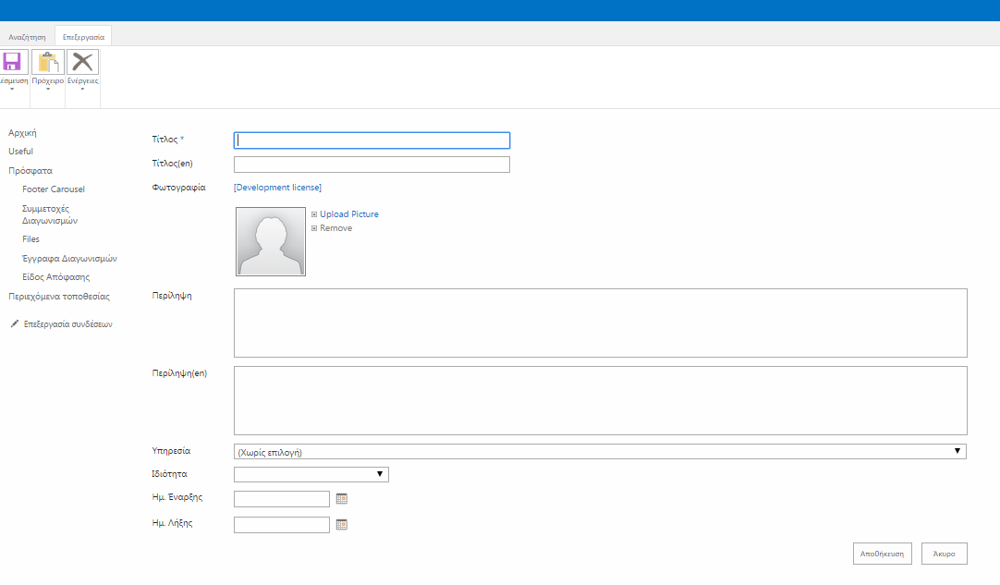 Αναζήτηση
Επεξεργασία
Πρόχειρο
Ενέργειες
Αρχική
Useful
Πρόσφατα
Footer Carousel
Συμμετοχές
Διαγωνισμών
Files
Έγγραφα Διαγωνισμών
Είδος Απόφασης
Περιεχόμενα τοποθεσίας
Επεξεργασία συνδέσεων
Τίτλος *
Τίτλος(en)
Φωτογραφία
[Development license]
Upload Picture
Remove
Περίληψη
Περίληψη(en)
Υπηρεσία
(Χωρίς επιλογή)
Ιδιότητα
Ημ. Έναρξης
Ημ. Λήξης
Αποθήκευση
Άκυρο